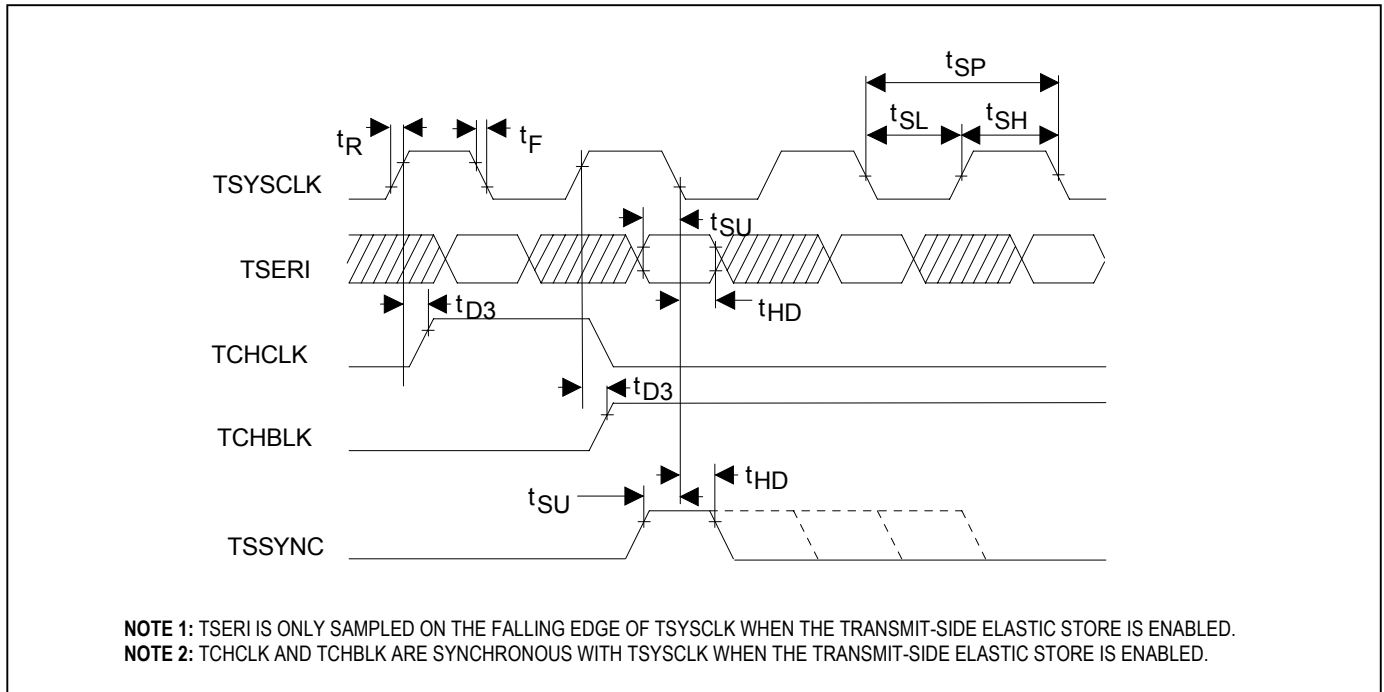 tSP
tSL tSH
tR tF
TSYSCLK
tSU
TSERI
tD3 tHD
TCHCLK
tD3
TCHBLK
tSU tHD
TSSYNC
NOTE 1: TSERI IS ONLY SAMPLED ON THE FALLING EDGE OF TSYSCLK WHEN THE TRANSMIT-SIDE ELASTIC STORE IS ENABLED.
NOTE 2: TCHCLK AND TCHBLK ARE SYNCHRONOUS WITH TSYSCLK WHEN THE TRANSMIT-SIDE ELASTIC STORE IS ENABLED.